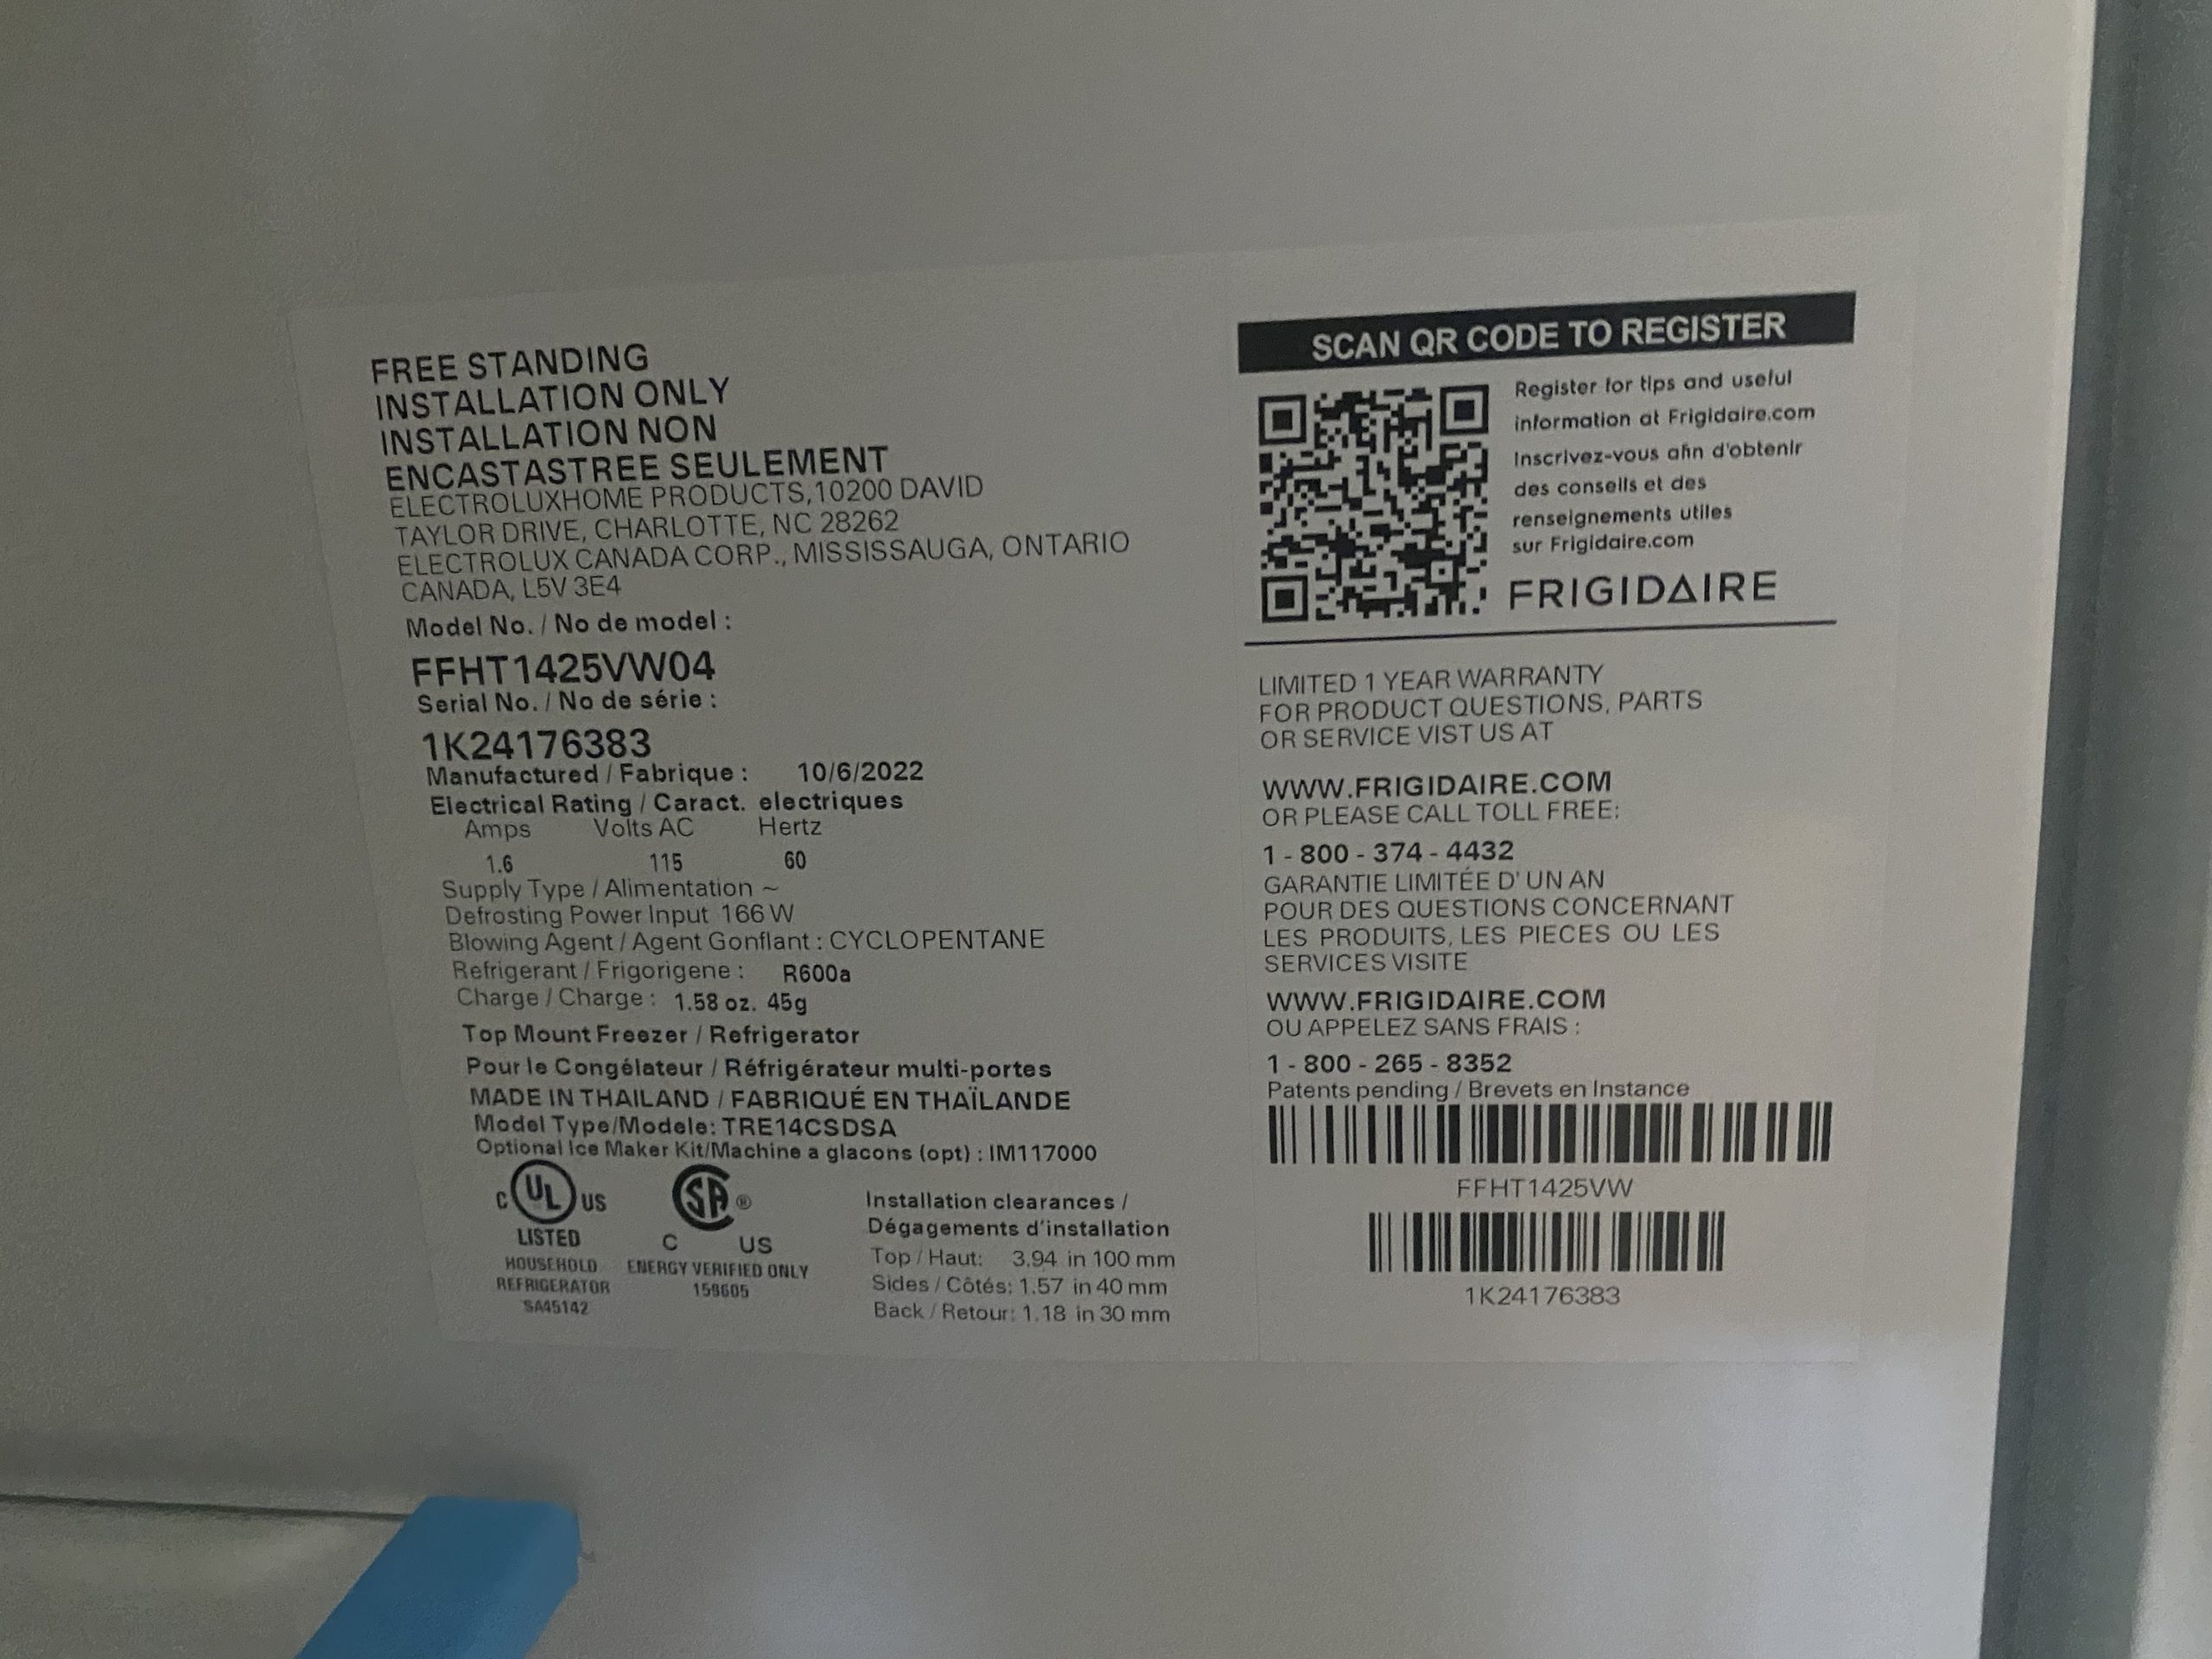 FREE STANDING
INSTALLATION ONLY
INSTALLATION NON
ENCASTASTREE SEULEMENT
ELECTROLUXHOME PRODUCTS,10200 DAVID
TAYLOR DRIVE, CHARLOTTE, NC 28262
ELECTROLUX CANADA CORP., MISSISSAUGA, ONTARIO
CANADA, L5V 3E4
Model No. / No de model :
FFHT1425VW04
Serial No. / No de série :
1K24176383
Manufactured / Fabrique : 10/6/2022
Electrical Rating / Caract. electriques
Amps Volts AC Hertz
1.6 115 60
Supply Type / Alimentation ~
Defrosting Power Input 166 W
Blowing Agent / Agent Gonflant : CYCLOPENTANE
Refrigerant / Frigorigene : R600a
Charge / Charge : 1.58 oz. 45g
Top Mount Freezer / Refrigerator
Pour le Congélateur / Réfrigérateur multi-portes
MADE IN THAILAND / FABRIQUÉ EN THAÏLANDE
Model Type/Modele: TRE14CSDSA
Optional Ice Maker Kit/Machine a glacons (opt) : IM117000
C UL US
LISTED
HOUSEHOLD
REFRIGERATOR
SA45142
SA ®
C US
ENERGY VERIFIED ONLY
159605
Installation clearances /
Dégagements d'installation
Top / Haut: 3.94 in 100 mm
Sides / Côtés: 1.57 in 40 mm
Back / Retour: 1.18 in 30 mm
SCAN QR CODE TO REGISTER
Register for tips and useful
information at Frigidaire.com
Inscrivez-vous afin d'obtenir
des conseils et des
renseignements utiles
sur Frigidaire.com
FRIGIDAIRE
LIMITED 1 YEAR WARRANTY
FOR PRODUCT QUESTIONS, PARTS
OR SERVICE VIST US AT
WWW.FRIGIDAIRE.COM
OR PLEASE CALL TOLL FREE:
1 - 800 - 374 - 4432
GARANTIE LIMITÉE D' UN AN
POUR DES QUESTIONS CONCERNANT
LES PRODUITS, LES PIECES OU LES
SERVICES VISITE
WWW.FRIGIDAIRE.COM
OU APPELEZ SANS FRAIS :
1 - 800 - 265 - 8352
Patents pending / Brevets en Instance
FFHT1425VW
1K24176383